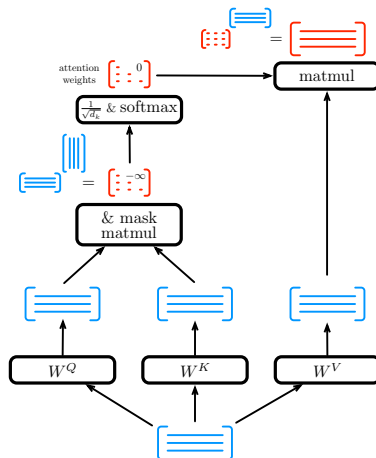 =
attention
weights
0
matmul
1/√d_k & softmax
=
−∞
& mask
matmul
W^Q
W^K
W^V